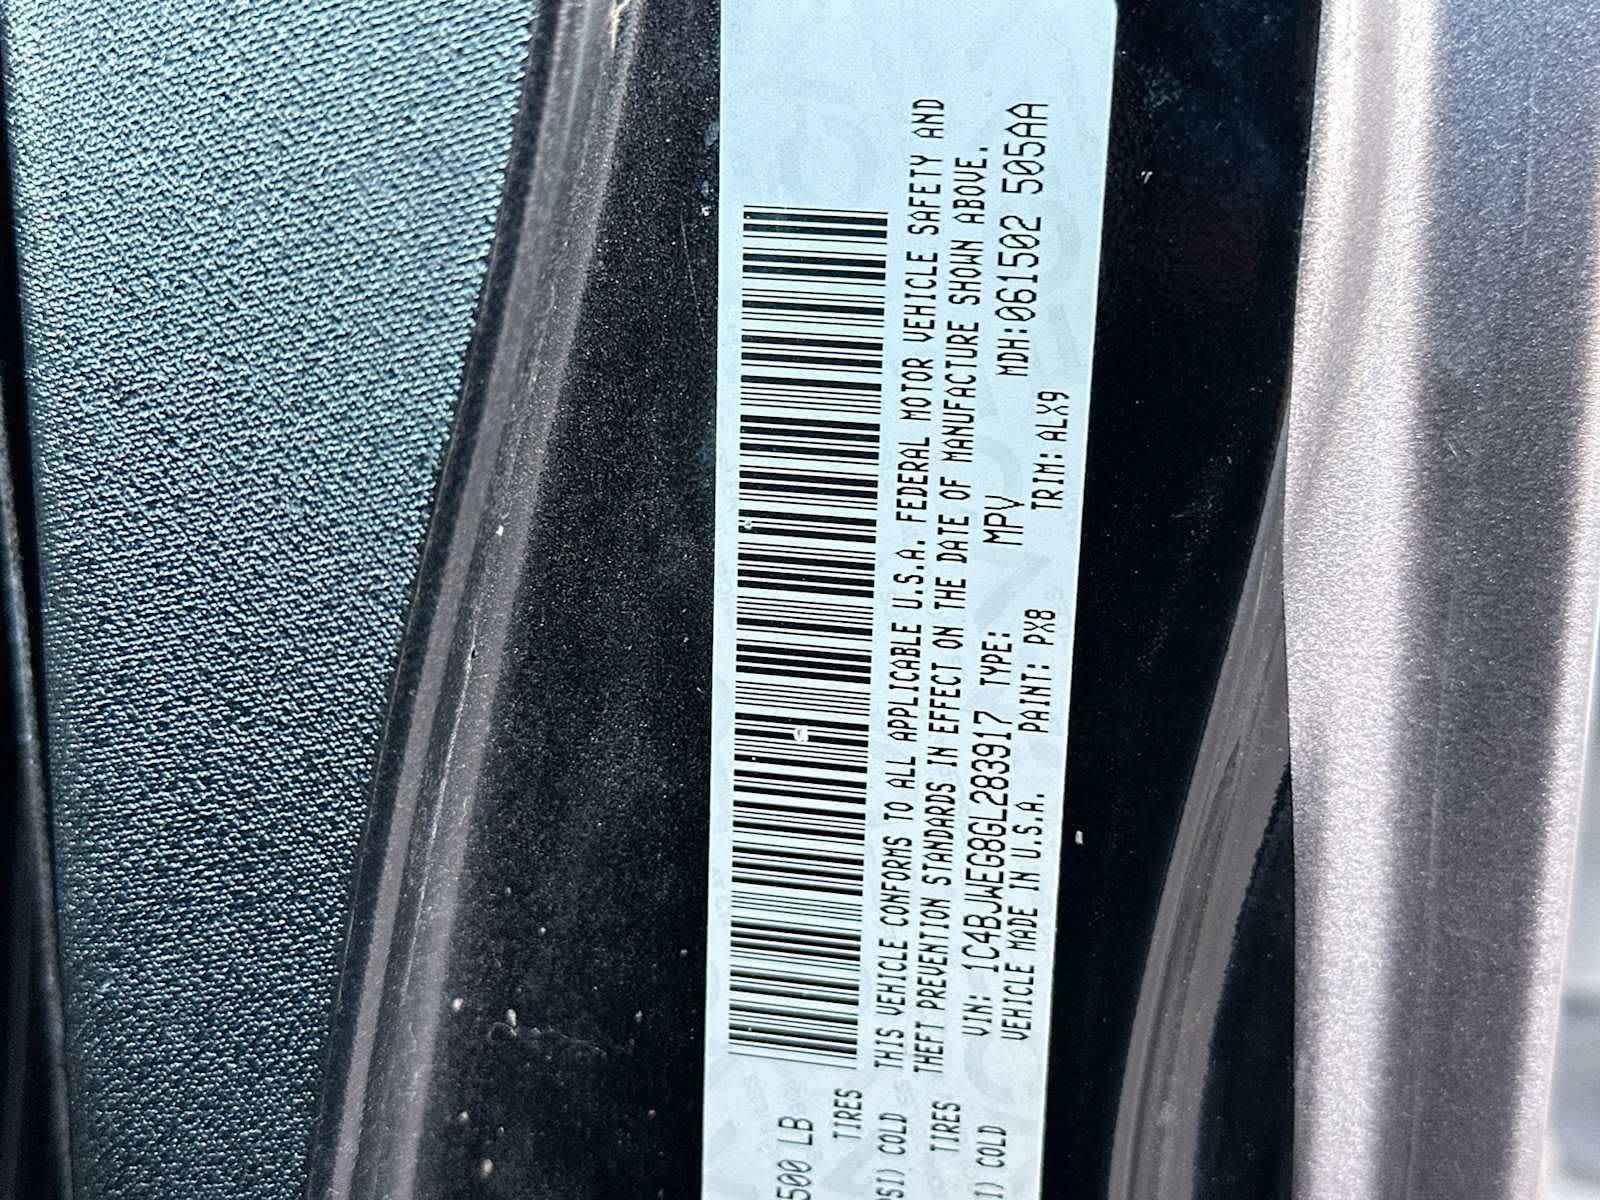 500 LB
TIRES
SI) COLD
TIRES
I) COLD
THIS VEHICLE CONFORMS TO ALL APPLICABLE U.S.A. FEDERAL MOTOR VEHICLE SAFETY AND
THEFT PREVENTION STANDARDS IN EFFECT ON THE DATE OF MANUFACTURE SHOWN ABOVE.
VIN: 1C4BJWEG8GL283917 TYPE: MPV MDH:061502 505AA
VEHICLE MADE IN U.S.A. PAINT: PX8 TRIM: ALX9